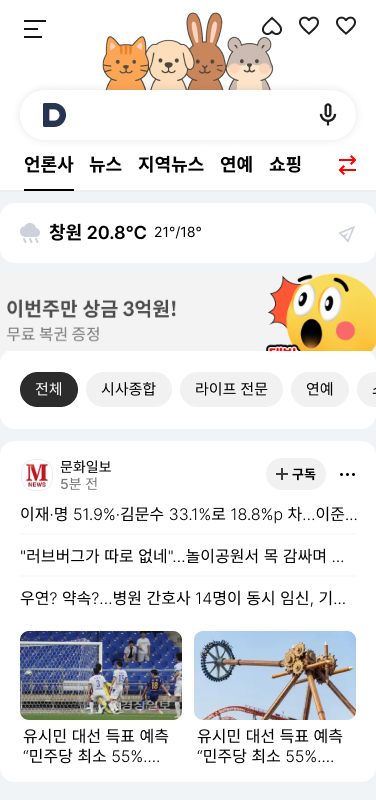 D
언론사 뉴스 지역뉴스 연예 쇼핑
창원 20.8°C 21°/18°
이번주만 상금 3억원!
무료 복권 증정
전체 시사종합 라이프 전문 연예
M
NEWS
문화일보
5분 전
+ 구독
이재·명 51.9%·김문수 33.1%로 18.8%p 차...이준...
"러브버그가 따로 없네"...놀이공원서 목 감싸며 ...
우연? 약속?...병원 간호사 14명이 동시 임신, 기...
유시민 대선 득표 예측
“민주당 최소 55%....
유시민 대선 득표 예측
“민주당 최소 55%....